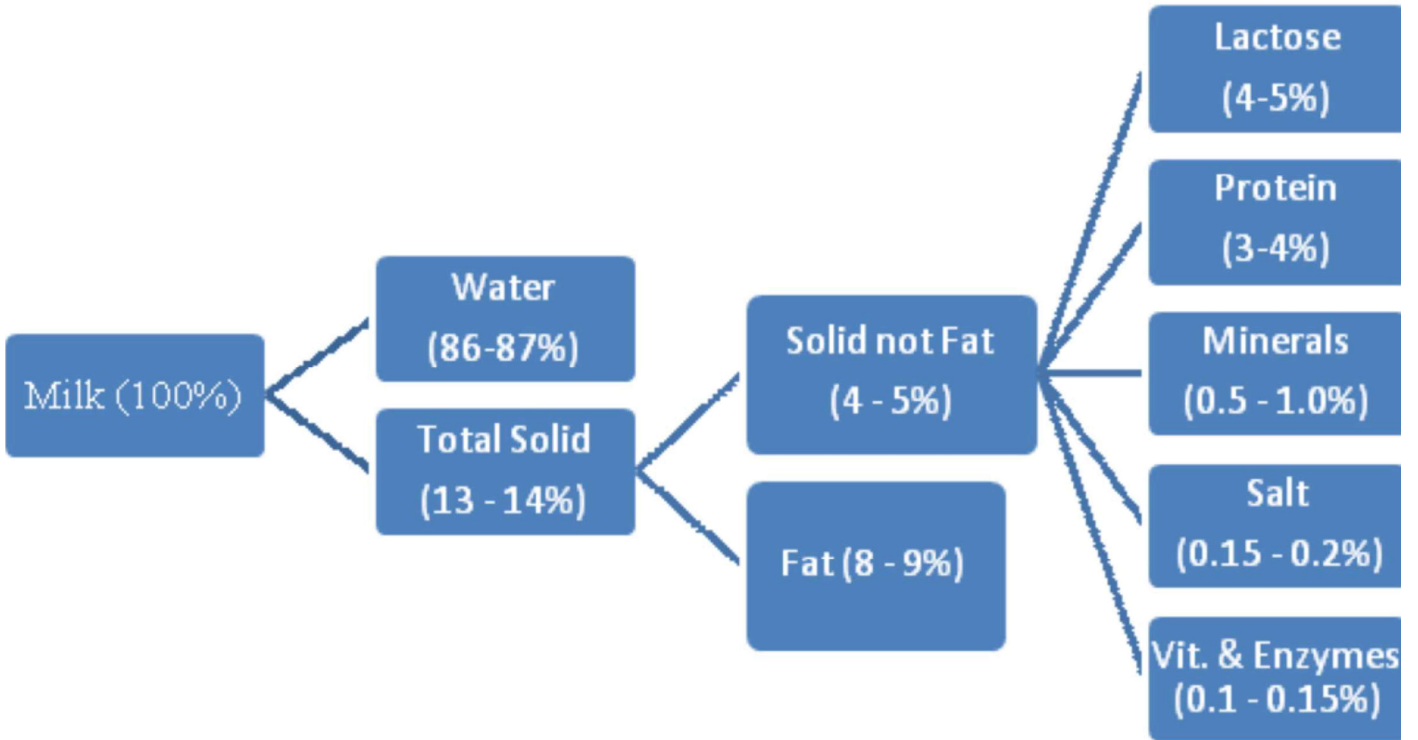 Milk (100%)
Water
(86-87%)
Total Solid
(13 - 14%)
Solid not Fat
(4 - 5%)
Fat (8 - 9%)
Lactose
(4-5%)
Protein
(3-4%)
Minerals
(0.5 - 1.0%)
Salt
(0.15 - 0.2%)
Vit. & Enzymes
(0.1 - 0.15%)